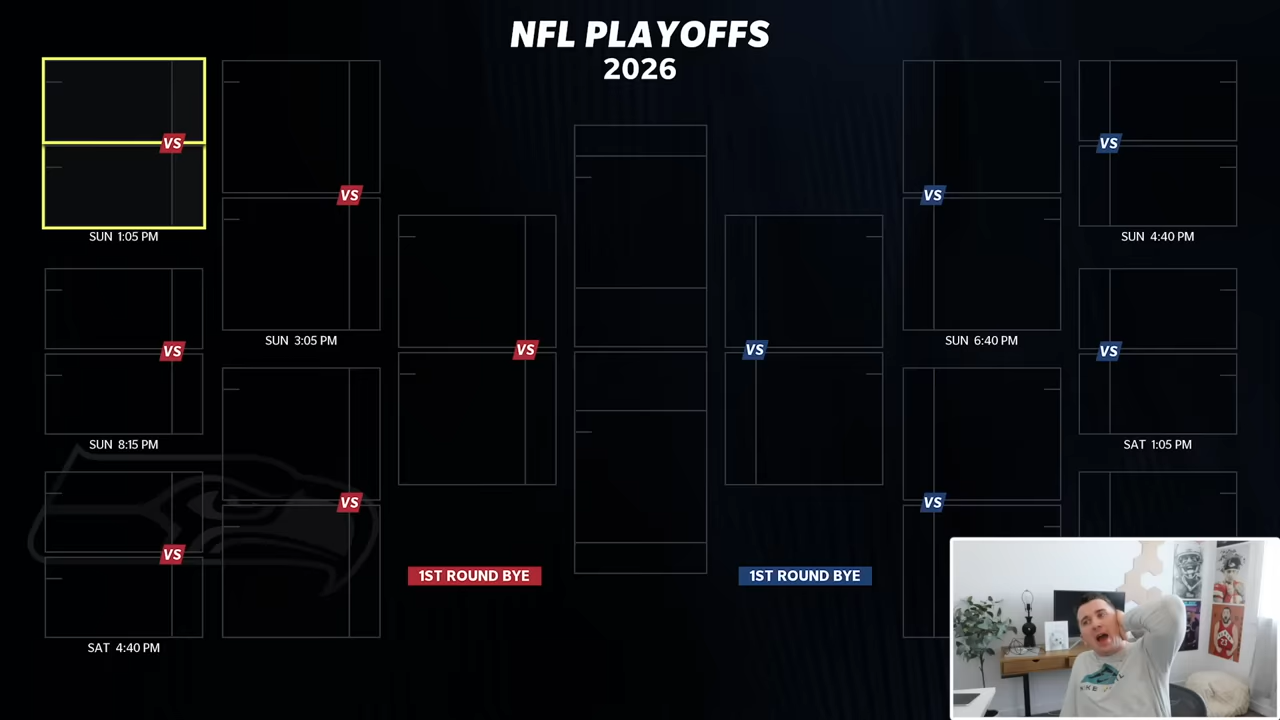 NFL PLAYOFFS
2026
VS
SUN 1:05 PM
VS
SUN 8:15 PM
VS
SAT 4:40 PM
VS
SUN 3:05 PM
VS
VS
1ST ROUND BYE
VS
1ST ROUND BYE
VS
SUN 6:40 PM
VS
VS
SUN 4:40 PM
VS
SAT 1:05 PM